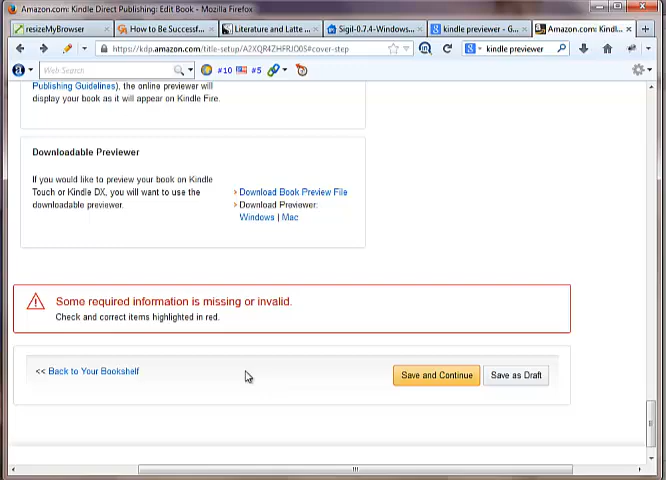 Amazon.com: Kindle Direct Publishing: Edit Book - Mozilla Firefox
resizeMyBrowser
How to Be Successf...
Literature and Latte ...
Sigil-0.7.4-Windows...
kindle previewer - G...
Amazon.com: Kindl...
https://kdp.amazon.com/title-setup/A2XQR4ZHFRJD0S#cover-step
kindle previewer
Web Search
#10
#5
Publishing Guidelines), the online previewer will
display your book as it will appear on Kindle Fire.
Downloadable Previewer
If you would like to preview your book on Kindle
Touch or Kindle DX, you will want to use the
downloadable previewer.
Download Book Preview File
Download Previewer:
Windows | Mac
Some required information is missing or invalid.
Check and correct items highlighted in red.
<< Back to Your Bookshelf
Save and Continue
Save as Draft